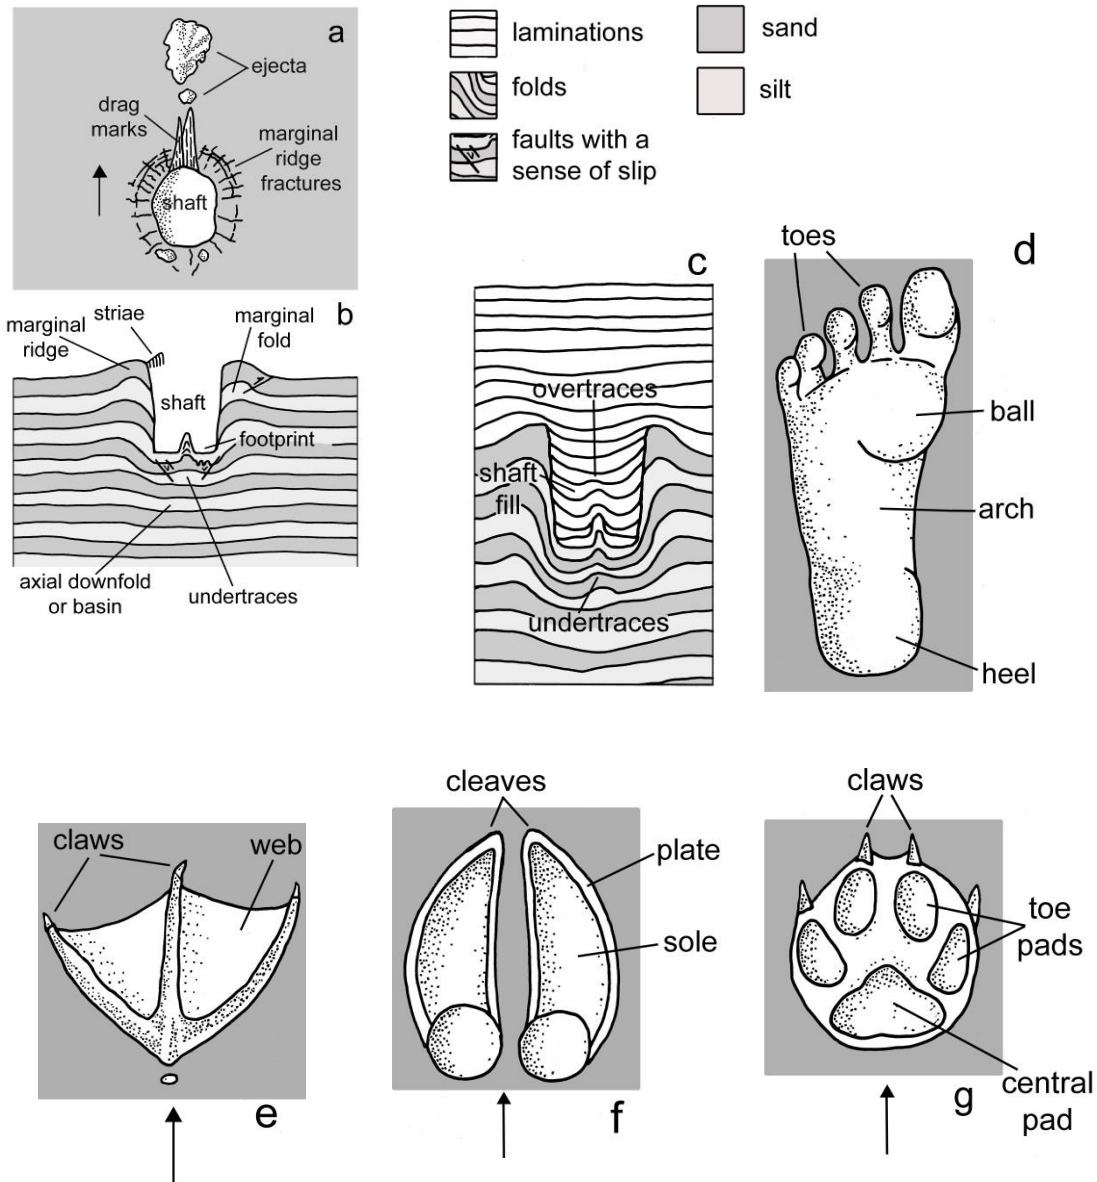 a
ejecta
drag
marks
marginal
ridge
fractures
shaft
laminations
folds
faults with a
sense of slip
sand
silt
b
striae
marginal
ridge
marginal
fold
shaft
footprint
axial downfold
or basin
undertraces
c
overtraces
shaft
fill
undertraces
d
toes
ball
arch
heel
claws
web
e
cleaves
plate
sole
f
claws
toe
pads
central
pad
g